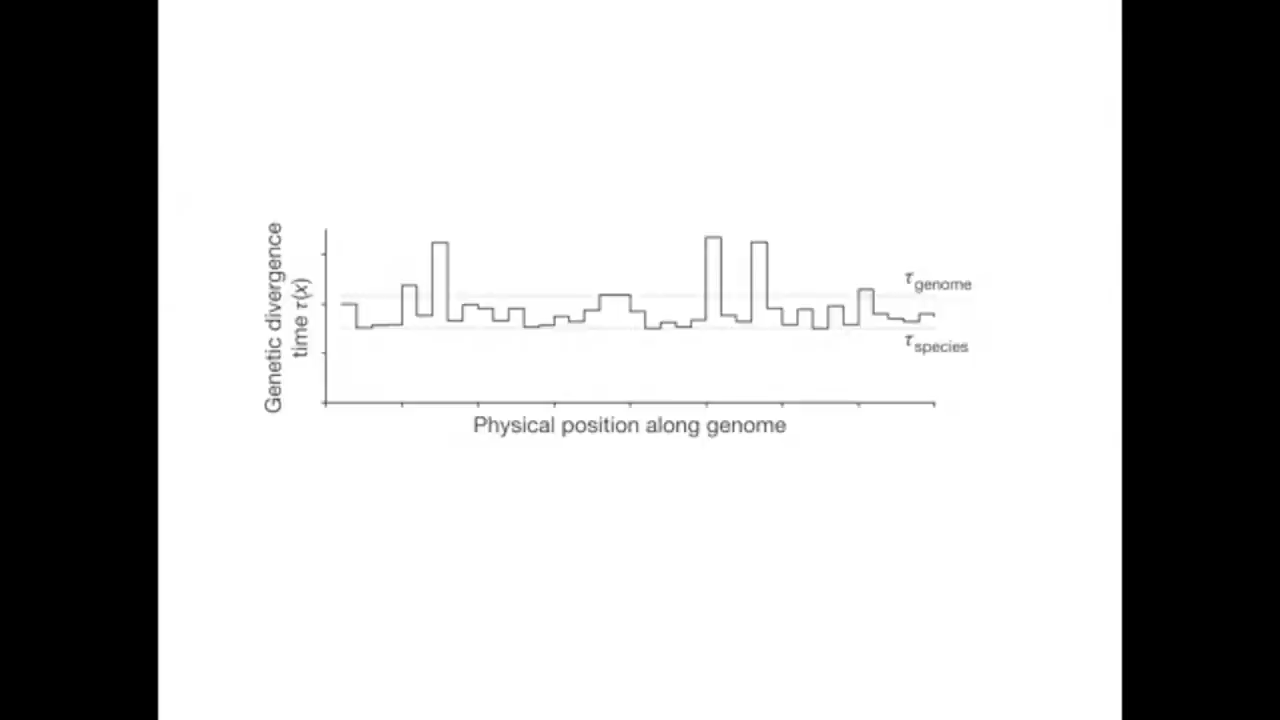 Genetic divergence
time τ(x)
τgenome
τspecies
Physical position along genome